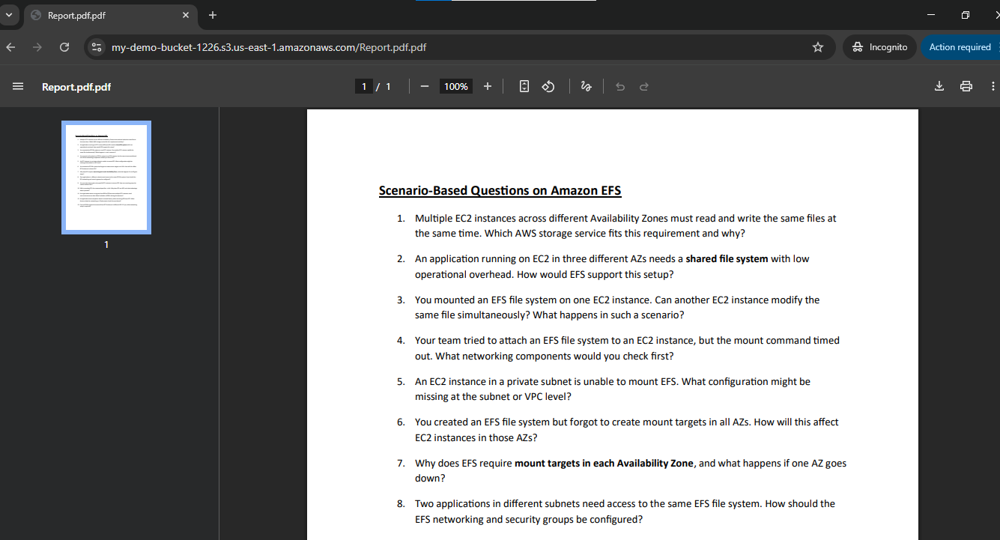 Report.pdf.pdf
my-demo-bucket-1226.s3.us-east-1.amazonaws.com/Report.pdf.pdf
Incognito
Action required
Report.pdf.pdf
1 / 1
100%
1
Scenario-Based Questions on Amazon EFS
1. Multiple EC2 instances across different Availability Zones must read and write the same files at
the same time. Which AWS storage service fits this requirement and why?
2. An application running on EC2 in three different AZs needs a shared file system with low
operational overhead. How would EFS support this setup?
3. You mounted an EFS file system on one EC2 instance. Can another EC2 instance modify the
same file simultaneously? What happens in such a scenario?
4. Your team tried to attach an EFS file system to an EC2 instance, but the mount command timed
out. What networking components would you check first?
5. An EC2 instance in a private subnet is unable to mount EFS. What configuration might be
missing at the subnet or VPC level?
6. You created an EFS file system but forgot to create mount targets in all AZs. How will this affect
EC2 instances in those AZs?
7. Why does EFS require mount targets in each Availability Zone, and what happens if one AZ goes
down?
8. Two applications in different subnets need access to the same EFS file system. How should the
EFS networking and security groups be configured?